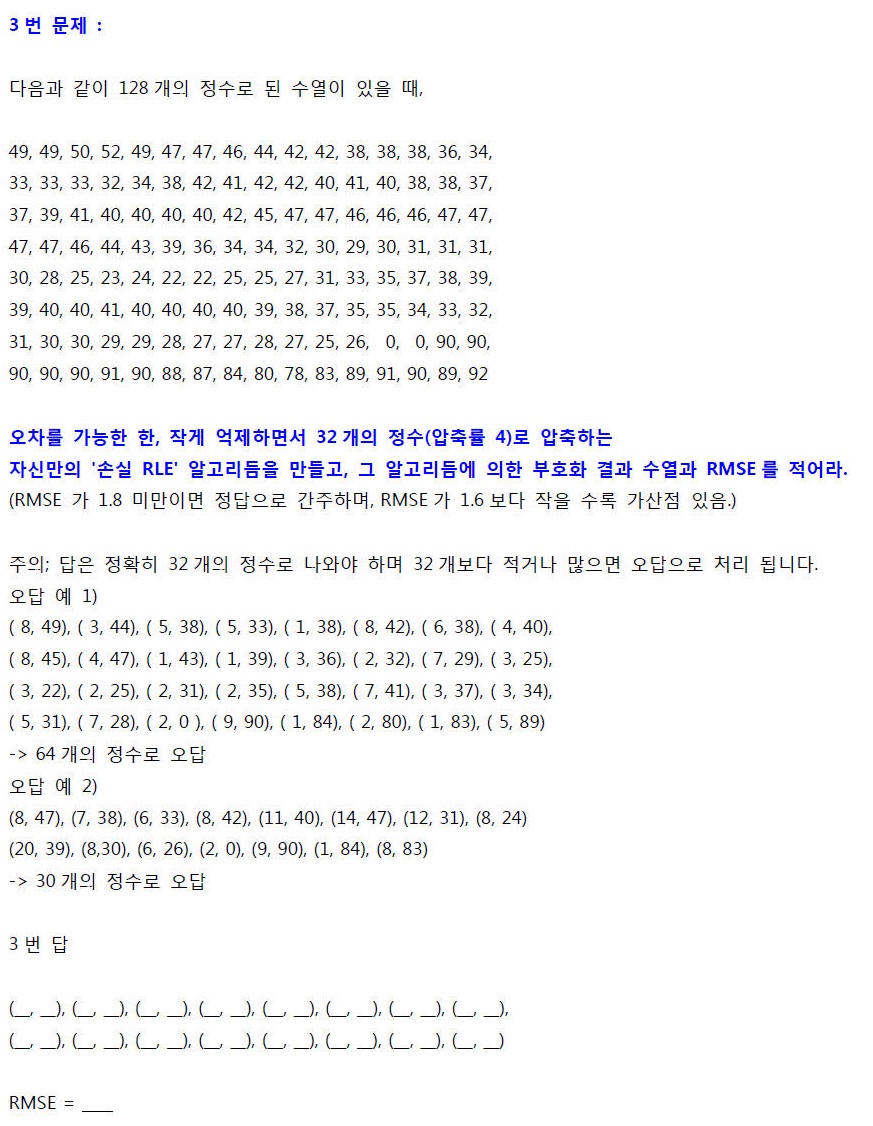 3번 문제 :
다음과 같이 128개의 정수로 된 수열이 있을 때,
49, 49, 50, 52, 49, 47, 47, 46, 44, 42, 42, 38, 38, 38, 36, 34,
33, 33, 33, 32, 34, 38, 42, 41, 42, 42, 40, 41, 40, 38, 38, 37,
37, 39, 41, 40, 40, 40, 40, 42, 45, 47, 47, 46, 46, 46, 47, 47,
47, 47, 46, 44, 43, 39, 36, 34, 34, 32, 30, 29, 30, 31, 31, 31,
30, 28, 25, 23, 24, 22, 22, 25, 25, 27, 31, 33, 35, 37, 38, 39,
39, 40, 40, 41, 40, 40, 40, 40, 39, 38, 37, 35, 35, 34, 33, 32,
31, 30, 30, 29, 29, 28, 27, 27, 28, 27, 25, 26, 0, 0, 90, 90,
90, 90, 90, 91, 90, 88, 87, 84, 80, 78, 83, 89, 91, 90, 89, 92
오차를 가능한 한, 작게 억제하면서 32개의 정수(압축률 4)로 압축하는
자신만의 '손실 RLE' 알고리듬을 만들고, 그 알고리듬에 의한 부호화 결과 수열과 RMSE를 적어라.
(RMSE 가 1.8 미만이면 정답으로 간주하며, RMSE가 1.6보다 작을 수록 가산점 있음.)
주의; 답은 정확히 32개의 정수로 나와야 하며 32개보다 적거나 많으면 오답으로 처리 됩니다.
오답 예 1)
( 8, 49), ( 3, 44), ( 5, 38), ( 5, 33), ( 1, 38), ( 8, 42), ( 6, 38), ( 4, 40),
( 8, 45), ( 4, 47), ( 1, 43), ( 1, 39), ( 3, 36), ( 2, 32), ( 7, 29), ( 3, 25),
( 3, 22), ( 2, 25), ( 2, 31), ( 2, 35), ( 5, 38), ( 7, 41), ( 3, 37), ( 3, 34),
( 5, 31), ( 7, 28), ( 2, 0 ), ( 9, 90), ( 1, 84), ( 2, 80), ( 1, 83), ( 5, 89)
-> 64개의 정수로 오답
오답 예 2)
(8, 47), (7, 38), (6, 33), (8, 42), (11, 40), (14, 47), (12, 31), (8, 24)
(20, 39), (8,30), (6, 26), (2, 0), (9, 90), (1, 84), (8, 83)
-> 30개의 정수로 오답
3번 답
(__, __), (__, __), (__, __), (__, __), (__, __), (__, __), (__, __), (__, __),
(__, __), (__, __), (__, __), (__, __), (__, __), (__, __), (__, __), (__, __)
RMSE = ____